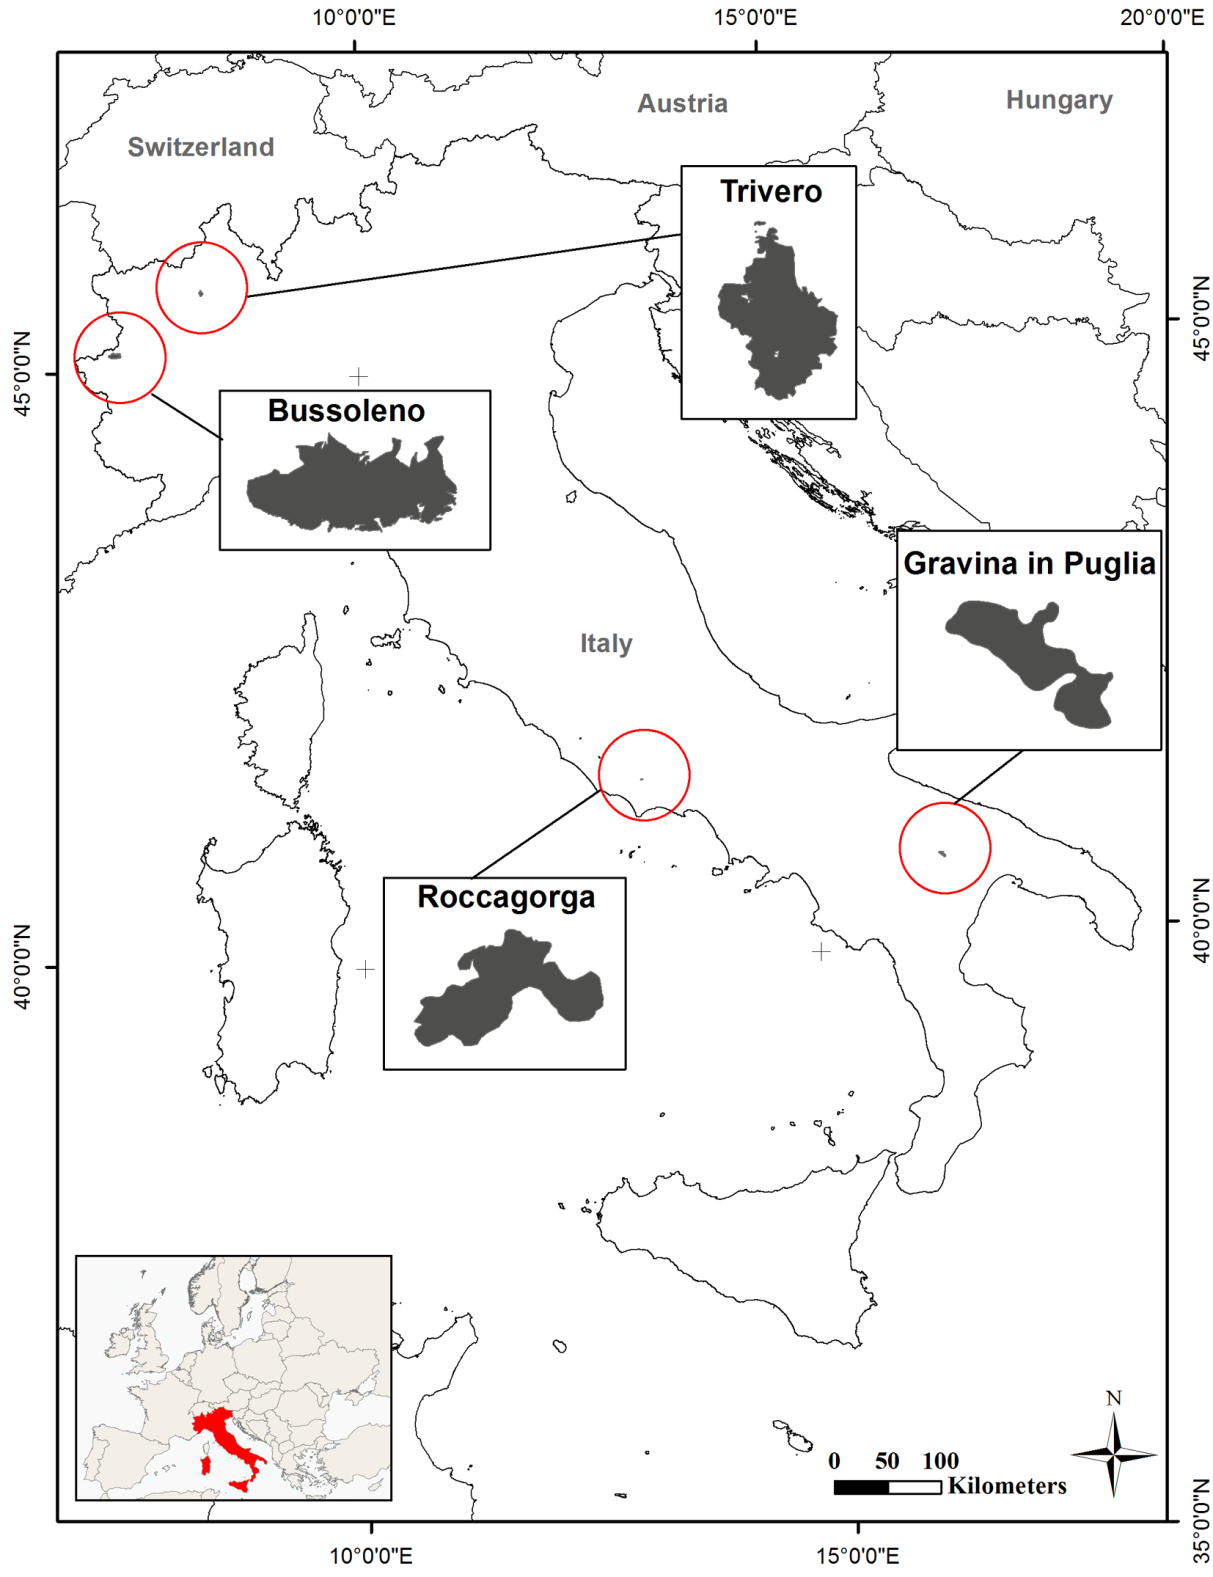 10°0'0"E
15°0'0"E
20°0'0"E
Austria
Hungary
Switzerland
Trivero
45°0'0"N
45°0'0"N
Bussoleno
Gravina in Puglia
Italy
Roccagorga
40°0'0"N
40°0'0"N
N
0 50 100
Kilometers
35°0'0"N
10°0'0"E
15°0'0"E